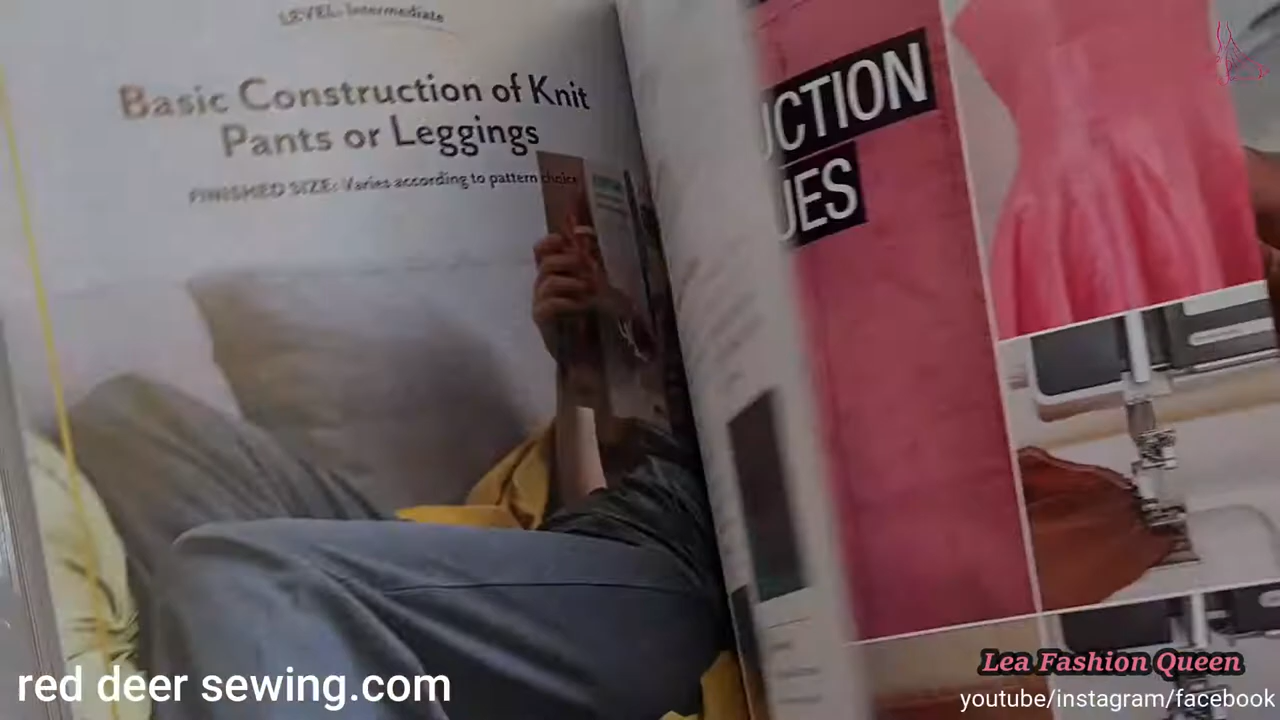 LEVEL: Intermediate
Basic Construction of Knit
Pants or Leggings
FINISHED SIZE: Varies according to pattern choice
UCTION
UES
red deer sewing.com
Lea Fashion Queen
youtube/instagram/facebook